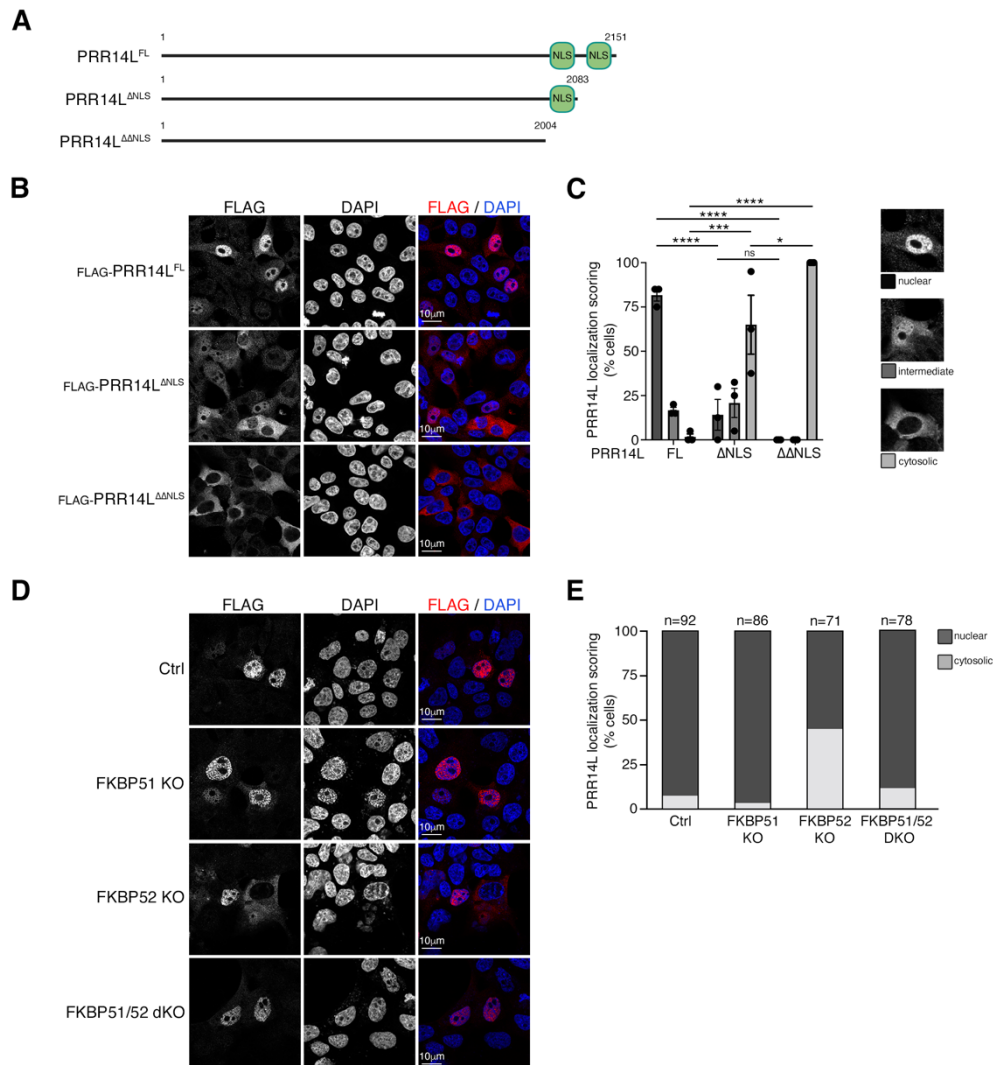 A
1
2151
PRR14L^FL
NLS
NLS
1
2083
PRR14L^ΔNLS
NLS
1
2004
PRR14L^ΔΔNLS
B
FLAG
DAPI
FLAG / DAPI
FLAG-PRR14L^FL
10μm
FLAG-PRR14L^ΔNLS
10μm
FLAG-PRR14L^ΔΔNLS
10μm
C
****
****
***
****
*
ns
PRR14L localization scoring
(% cells)
100
75
50
25
0
PRR14L
FL
ΔNLS
ΔΔNLS
nuclear
intermediate
cytosolic
D
FLAG
DAPI
FLAG / DAPI
Ctrl
10μm
FKBP51 KO
10μm
FKBP52 KO
10μm
FKBP51/52 dKO
10μm
E
n=92
n=86
n=71
n=78
PRR14L localization scoring
(% cells)
100
75
50
25
0
Ctrl
FKBP51
KO
FKBP52
KO
FKBP51/52
DKO
nuclear
cytosolic